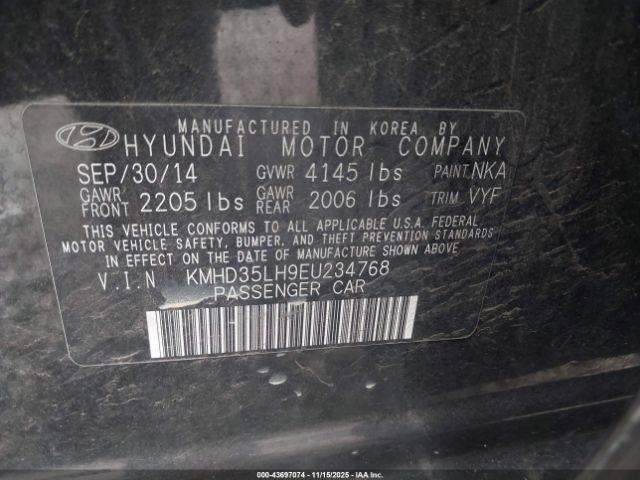 MANUFACTURED IN KOREA BY
HYUNDAI MOTOR COMPANY
SEP/30/14 GVWR 4145 lbs PAINT NKA
GAWR FRONT 2205 lbs GAWR REAR 2006 lbs TRIM VYF
THIS VEHICLE CONFORMS TO ALL APPLICABLE U.S.A. FEDERAL
MOTOR VEHICLE SAFETY, BUMPER, AND THEFT PREVENTION STANDARDS
IN EFFECT ON THE DATE OF MANUFACTURE SHOWN ABOVE.
V.I.N KMHD35LH9EU234768
PASSENGER CAR
000-43697074 - 11/15/2025 - © IAA Inc.